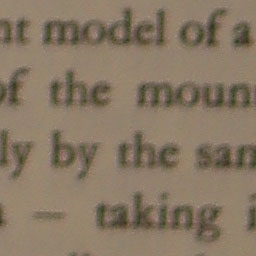 nt model of a
of the moun
ly by the sam
– taking i